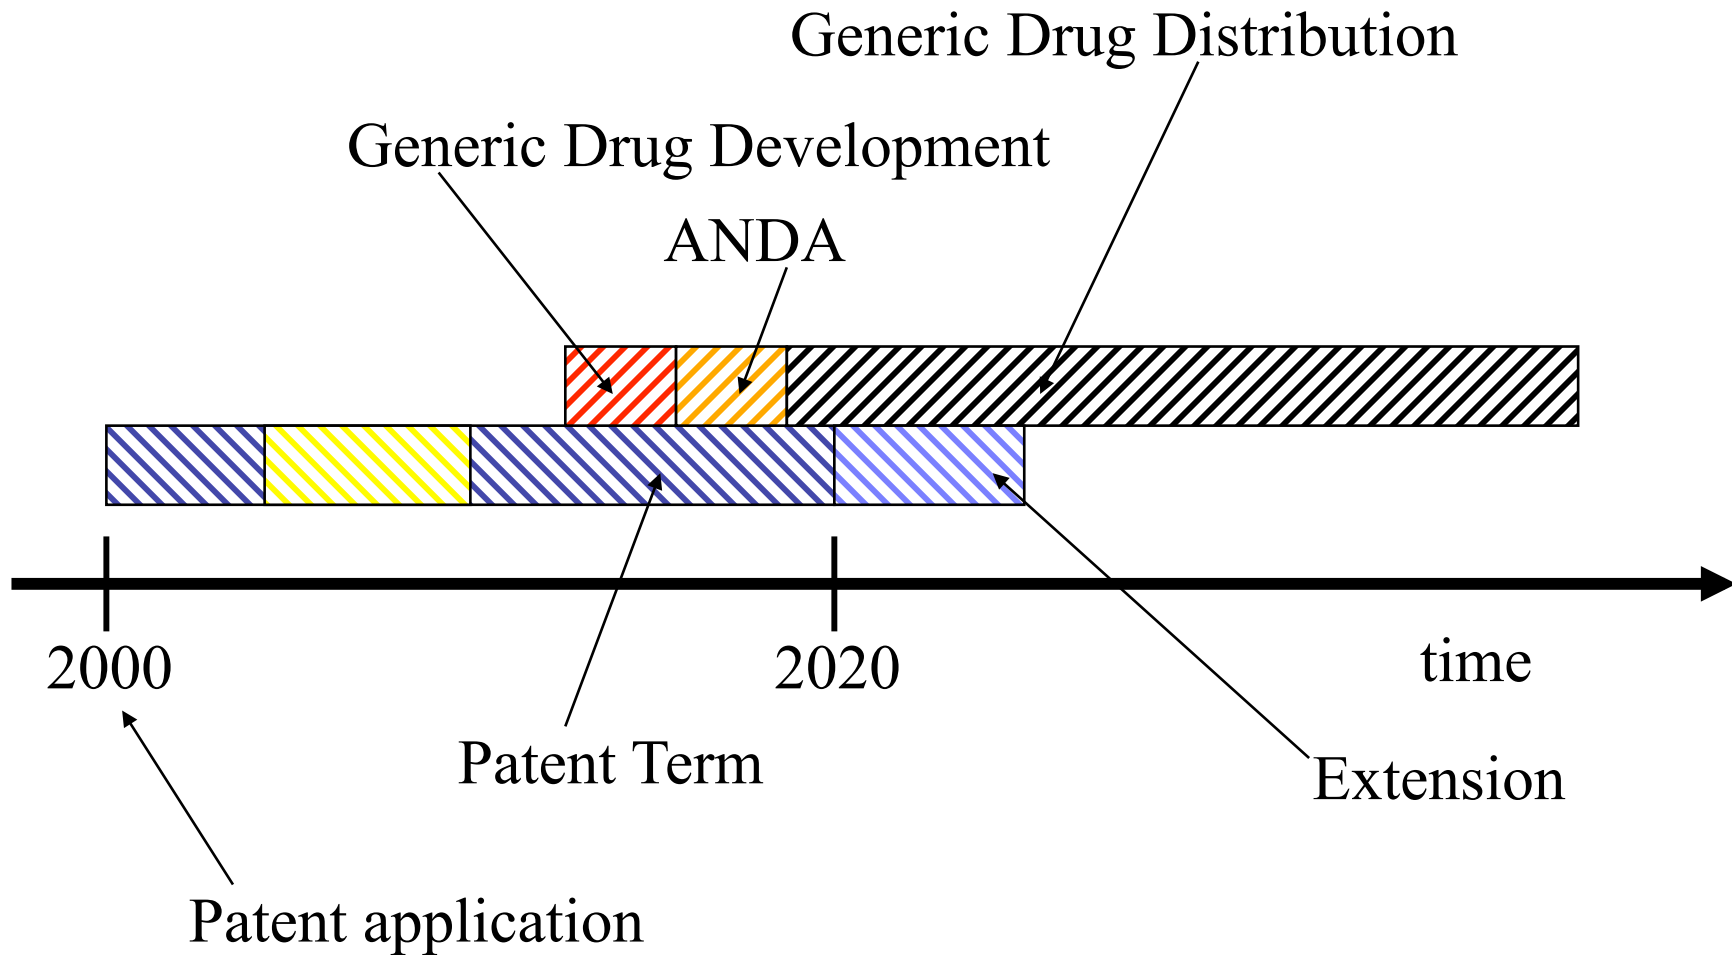 Generic Drug Distribution
Generic Drug Development
ANDA
2000
2020
time
Patent Term
Extension
Patent application